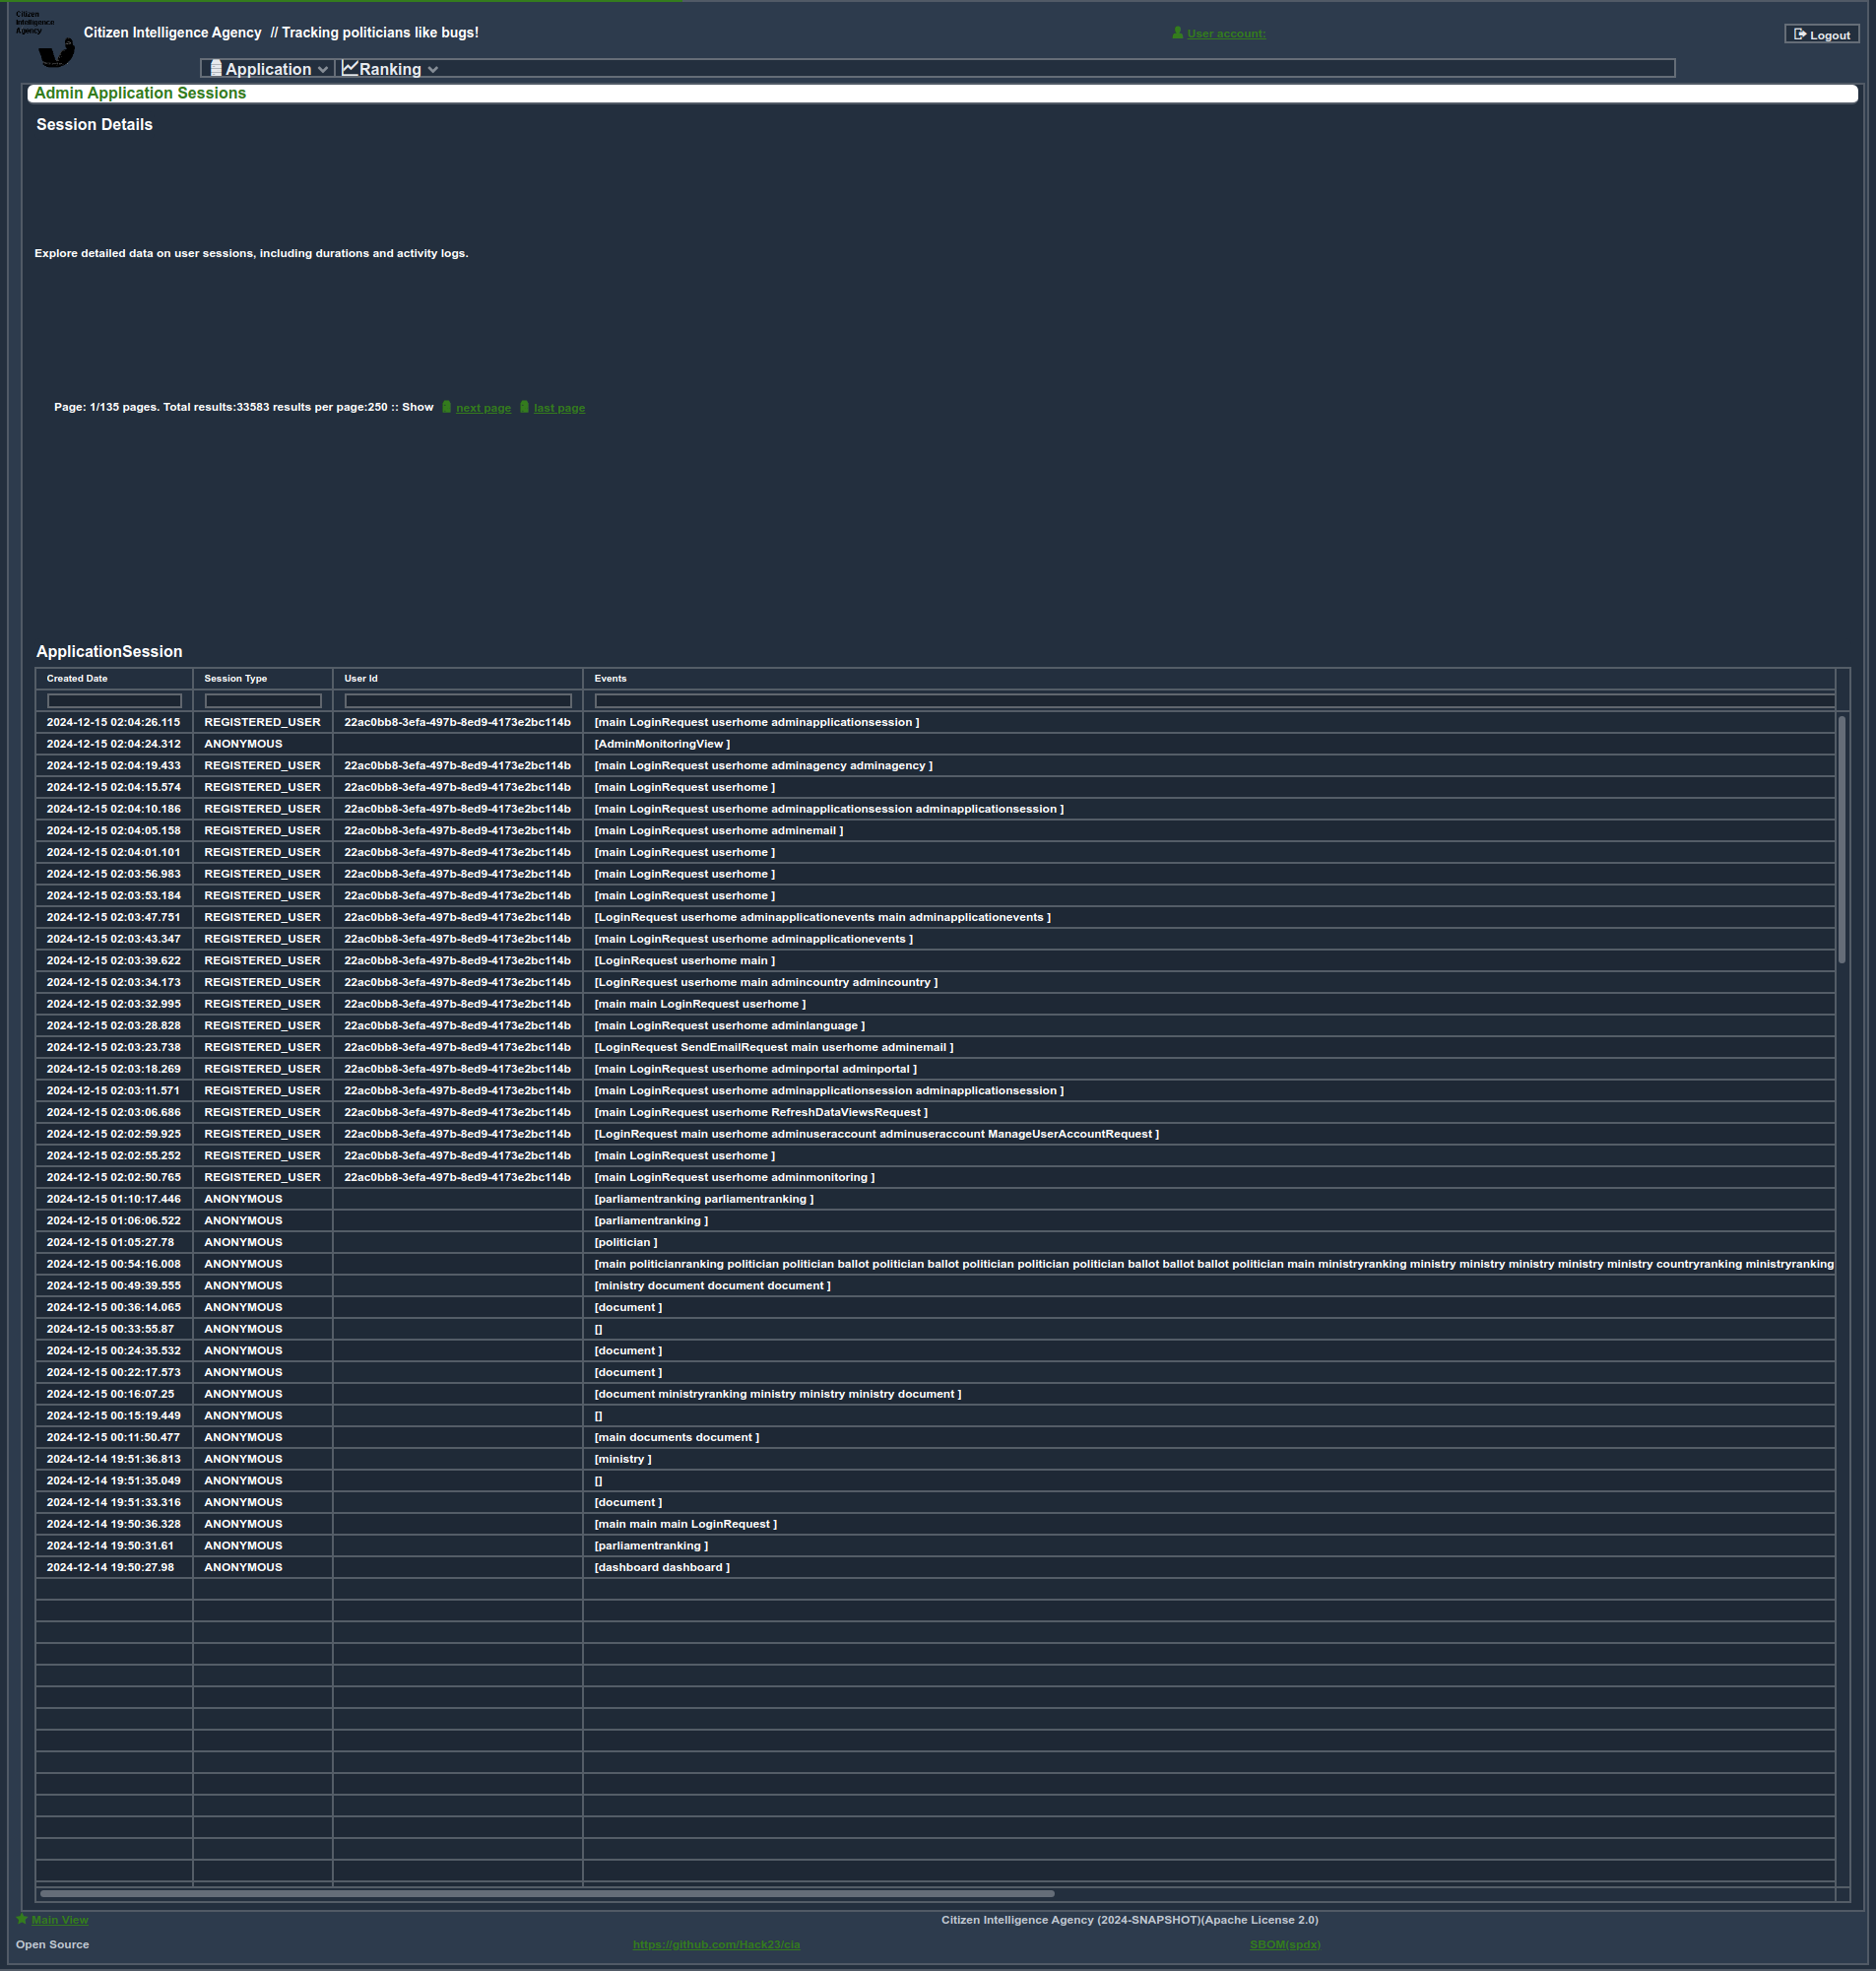 Citizen
Intelligence
Agency
Citizen Intelligence Agency // Tracking politicians like bugs!
User account:
Logout
Application Ranking
Admin Application Sessions
Session Details
Explore detailed data on user sessions, including durations and activity logs.
Page: 1/135 pages. Total results:33583 results per page:250 :: Show next page last page
ApplicationSession
Created Date Session Type User Id Events
2024-12-15 02:04:26.115 REGISTERED_USER 22ac0bb8-3efa-497b-8ed9-4173e2bc114b [main LoginRequest userhome adminapplicationsession ]
2024-12-15 02:04:24.312 ANONYMOUS [AdminMonitoringView ]
2024-12-15 02:04:19.433 REGISTERED_USER 22ac0bb8-3efa-497b-8ed9-4173e2bc114b [main LoginRequest userhome adminagency adminagency ]
2024-12-15 02:04:15.574 REGISTERED_USER 22ac0bb8-3efa-497b-8ed9-4173e2bc114b [main LoginRequest userhome ]
2024-12-15 02:04:10.186 REGISTERED_USER 22ac0bb8-3efa-497b-8ed9-4173e2bc114b [main LoginRequest userhome adminapplicationsession adminapplicationsession ]
2024-12-15 02:04:05.158 REGISTERED_USER 22ac0bb8-3efa-497b-8ed9-4173e2bc114b [main LoginRequest userhome adminemail ]
2024-12-15 02:04:01.101 REGISTERED_USER 22ac0bb8-3efa-497b-8ed9-4173e2bc114b [main LoginRequest userhome ]
2024-12-15 02:03:56.983 REGISTERED_USER 22ac0bb8-3efa-497b-8ed9-4173e2bc114b [main LoginRequest userhome ]
2024-12-15 02:03:53.184 REGISTERED_USER 22ac0bb8-3efa-497b-8ed9-4173e2bc114b [main LoginRequest userhome ]
2024-12-15 02:03:47.751 REGISTERED_USER 22ac0bb8-3efa-497b-8ed9-4173e2bc114b [LoginRequest userhome adminapplicationevents main adminapplicationevents ]
2024-12-15 02:03:43.347 REGISTERED_USER 22ac0bb8-3efa-497b-8ed9-4173e2bc114b [main LoginRequest userhome adminapplicationevents ]
2024-12-15 02:03:39.622 REGISTERED_USER 22ac0bb8-3efa-497b-8ed9-4173e2bc114b [LoginRequest userhome main ]
2024-12-15 02:03:34.173 REGISTERED_USER 22ac0bb8-3efa-497b-8ed9-4173e2bc114b [LoginRequest userhome main admincountry admincountry ]
2024-12-15 02:03:32.995 REGISTERED_USER 22ac0bb8-3efa-497b-8ed9-4173e2bc114b [main main LoginRequest userhome ]
2024-12-15 02:03:28.828 REGISTERED_USER 22ac0bb8-3efa-497b-8ed9-4173e2bc114b [main LoginRequest userhome adminlanguage ]
2024-12-15 02:03:23.738 REGISTERED_USER 22ac0bb8-3efa-497b-8ed9-4173e2bc114b [LoginRequest SendEmailRequest main userhome adminemail ]
2024-12-15 02:03:18.269 REGISTERED_USER 22ac0bb8-3efa-497b-8ed9-4173e2bc114b [main LoginRequest userhome adminportal adminportal ]
2024-12-15 02:03:11.571 REGISTERED_USER 22ac0bb8-3efa-497b-8ed9-4173e2bc114b [main LoginRequest userhome adminapplicationsession adminapplicationsession ]
2024-12-15 02:03:06.686 REGISTERED_USER 22ac0bb8-3efa-497b-8ed9-4173e2bc114b [main LoginRequest userhome RefreshDataViewsRequest ]
2024-12-15 02:02:59.925 REGISTERED_USER 22ac0bb8-3efa-497b-8ed9-4173e2bc114b [LoginRequest main userhome adminuseraccount adminuseraccount ManageUserAccountRequest ]
2024-12-15 02:02:55.252 REGISTERED_USER 22ac0bb8-3efa-497b-8ed9-4173e2bc114b [main LoginRequest userhome ]
2024-12-15 02:02:50.765 REGISTERED_USER 22ac0bb8-3efa-497b-8ed9-4173e2bc114b [main LoginRequest userhome adminmonitoring ]
2024-12-15 01:10:17.446 ANONYMOUS [parliamentranking parliamentranking ]
2024-12-15 01:06:06.522 ANONYMOUS [parliamentranking ]
2024-12-15 01:05:27.78 ANONYMOUS [politician ]
2024-12-15 00:54:16.008 ANONYMOUS [main politicianranking politician politician ballot politician ballot politician politician politician ballot ballot ballot politician main ministryranking ministry ministry ministry ministry ministry countryranking ministryranking
2024-12-15 00:49:39.555 ANONYMOUS [ministry document document document ]
2024-12-15 00:36:14.065 ANONYMOUS [document ]
2024-12-15 00:33:55.87 ANONYMOUS []
2024-12-15 00:24:35.532 ANONYMOUS [document ]
2024-12-15 00:22:17.573 ANONYMOUS [document ]
2024-12-15 00:16:07.25 ANONYMOUS [document ministryranking ministry ministry ministry document ]
2024-12-15 00:15:19.449 ANONYMOUS []
2024-12-15 00:11:50.477 ANONYMOUS [main documents document ]
2024-12-14 19:51:36.813 ANONYMOUS [ministry ]
2024-12-14 19:51:35.049 ANONYMOUS []
2024-12-14 19:51:33.316 ANONYMOUS [document ]
2024-12-14 19:50:36.328 ANONYMOUS [main main main LoginRequest ]
2024-12-14 19:50:31.61 ANONYMOUS [parliamentranking ]
2024-12-14 19:50:27.98 ANONYMOUS [dashboard dashboard ]
Main View Citizen Intelligence Agency (2024-SNAPSHOT)(Apache License 2.0)
Open Source https://github.com/Hack23/cia SBOM(spdx)